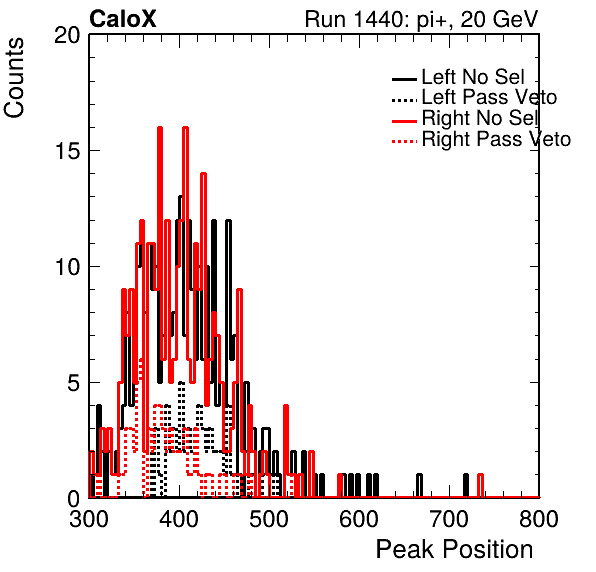 CaloX Run 1440: pi+, 20 GeV
Counts
20
15
10
5
0
Left No Sel
Left Pass Veto
Right No Sel
Right Pass Veto
300 400 500 600 700 800
Peak Position